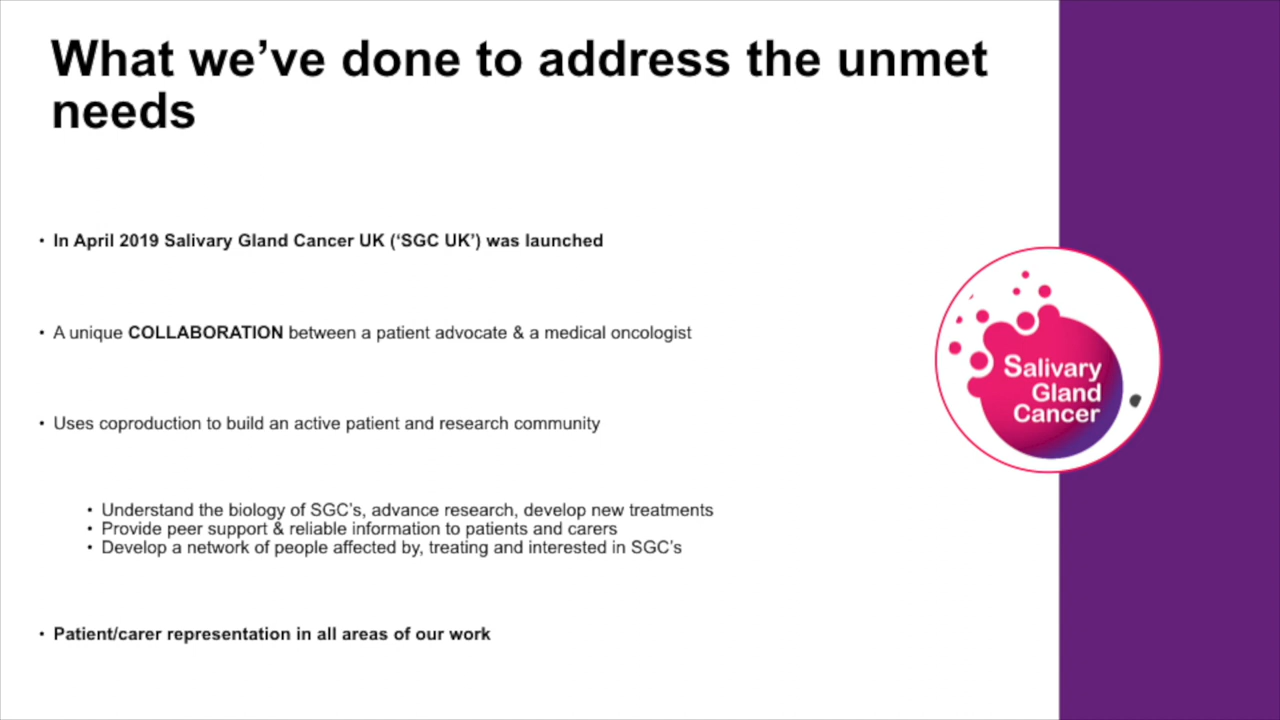 What we’ve done to address the unmet
needs
• In April 2019 Salivary Gland Cancer UK (‘SGC UK’) was launched
• A unique COLLABORATION between a patient advocate & a medical oncologist
• Uses coproduction to build an active patient and research community
• Understand the biology of SGC’s, advance research, develop new treatments
• Provide peer support & reliable information to patients and carers
• Develop a network of people affected by, treating and interested in SGC’s
• Patient/carer representation in all areas of our work
Salivary
Gland
Cancer